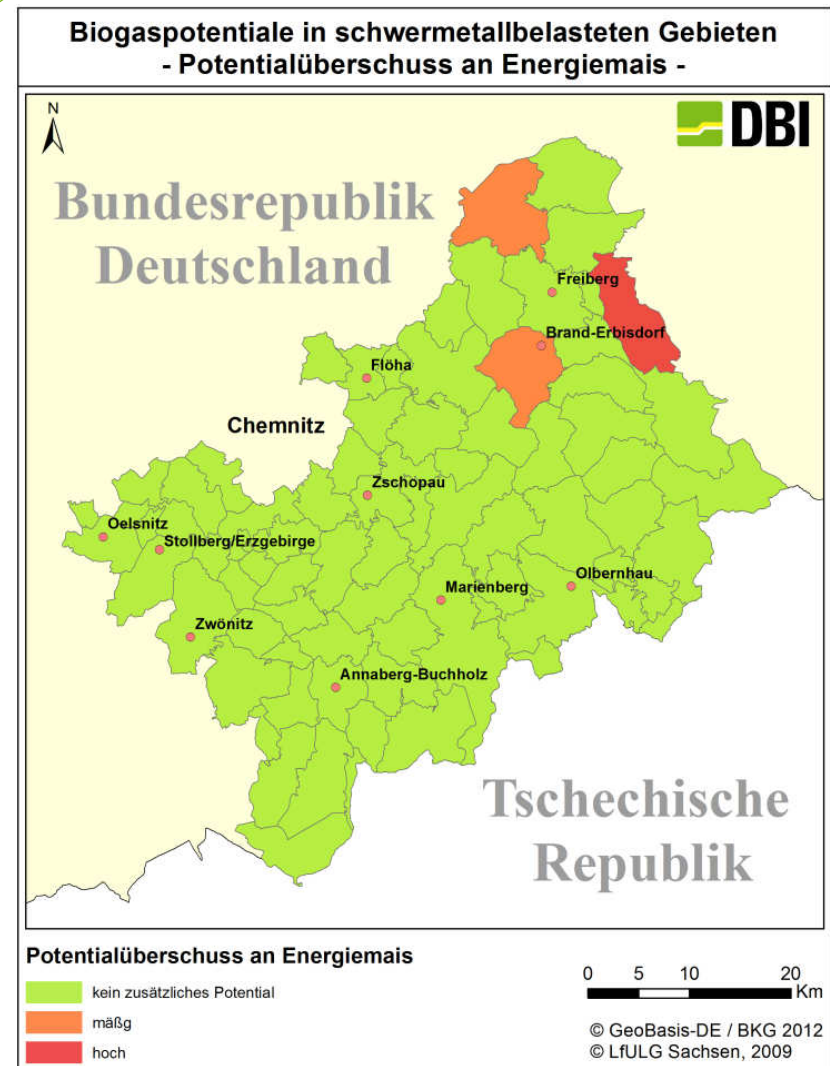 Biogaspotentiale in schwermetallbelasteten Gebieten
- Potentialüberschuss an Energiemais -
N
DBI
Bundesrepublik
Deutschland
Freiberg
Brand-Erbisdorf
Flöha
Chemnitz
Zschopau
Oelsnitz
Stollberg/Erzgebirge
Olbernhau
Marienberg
Zwönitz
Annaberg-Buchholz
Tschechische
Republik
Potentialüberschuss an Energiemais
kein zusätzliches Potential
mäßg
hoch
0 5 10 20
Km
© GeoBasis-DE / BKG 2012
© LfULG Sachsen, 2009